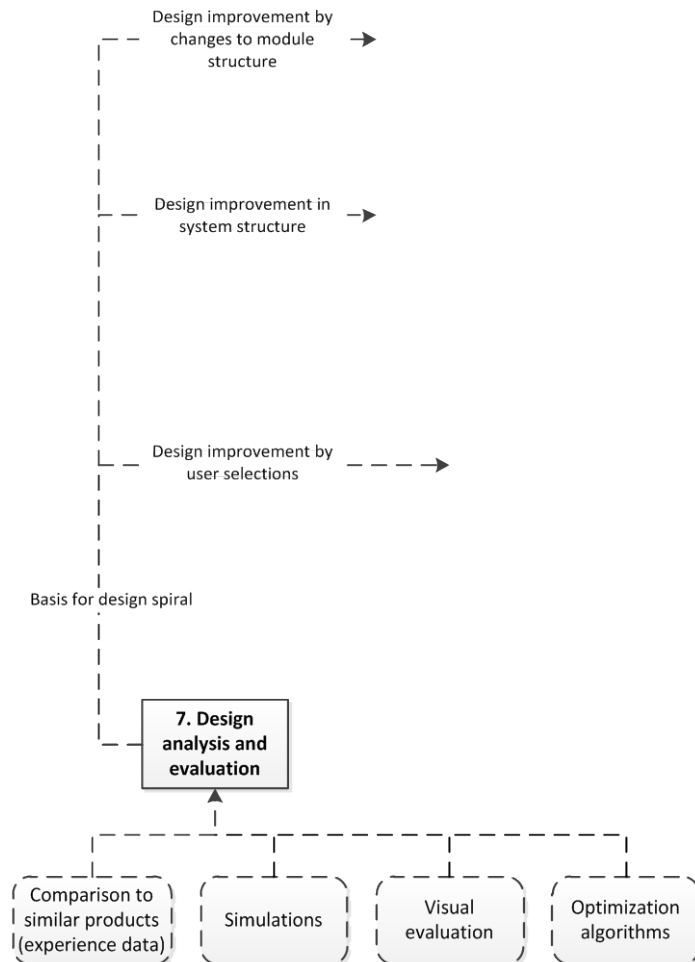 Design improvement by
changes to module
structure
Design improvement in
system structure
Design improvement by
user selections
Basis for design spiral
7. Design
analysis and
evaluation
Comparison to
similar products
(experience data)
Simulations
Visual
evaluation
Optimization
algorithms